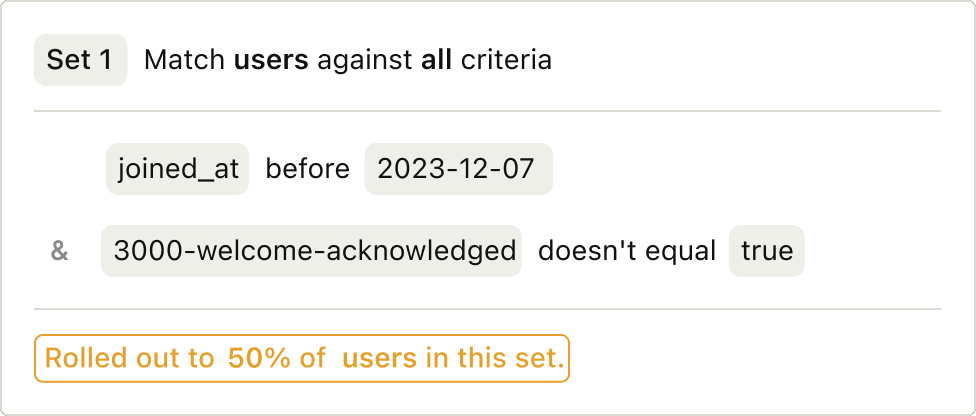 Set 1 Match users against all criteria
joined_at before 2023-12-07
& 3000-welcome-acknowledged doesn't equal true
Rolled out to 50% of users in this set.